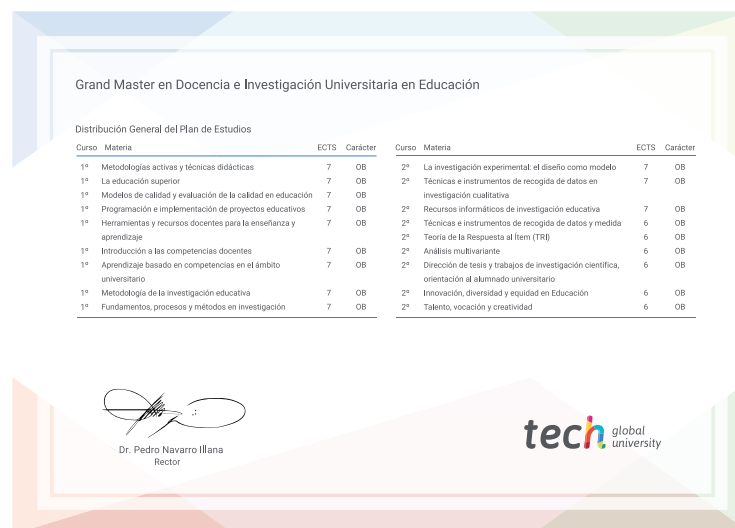 Grand Master en Docencia e Investigación Universitaria en Educación
Distribución General del Plan de Estudios
Curso Materia ECTS Carácter
1º Metodologías activas y técnicas didácticas 7 OB
1º La educación superior 7 OB
1º Modelos de calidad y evaluación de la calidad en educación 7 OB
1º Programación e implementación de proyectos educativos 7 OB
1º Herramientas y recursos docentes para la enseñanza y 7 OB
aprendizaje
1º Introducción a las competencias docentes 7 OB
1º Aprendizaje basado en competencias en el ámbito 7 OB
universitario
1º Metodología de la investigación educativa 7 OB
1º Fundamentos, procesos y métodos en investigación 7 OB
Curso Materia ECTS Carácter
2º La investigación experimental: el diseño como modelo 7 OB
2º Técnicas e instrumentos de recogida de datos en 7 OB
investigación cualitativa
2º Recursos informáticos de investigación educativa 7 OB
2º Técnicas e instrumentos de recogida de datos y medida 6 OB
2º Teoría de la Respuesta al Ítem (TRI) 6 OB
2º Análisis multivariante 6 OB
2º Dirección de tesis y trabajos de investigación científica, 6 OB
orientación al alumnado universitario
2º Innovación, diversidad y equidad en Educación 6 OB
2º Talento, vocación y creatividad 6 OB
Dr. Pedro Navarro Illana
Rector
tech global
university